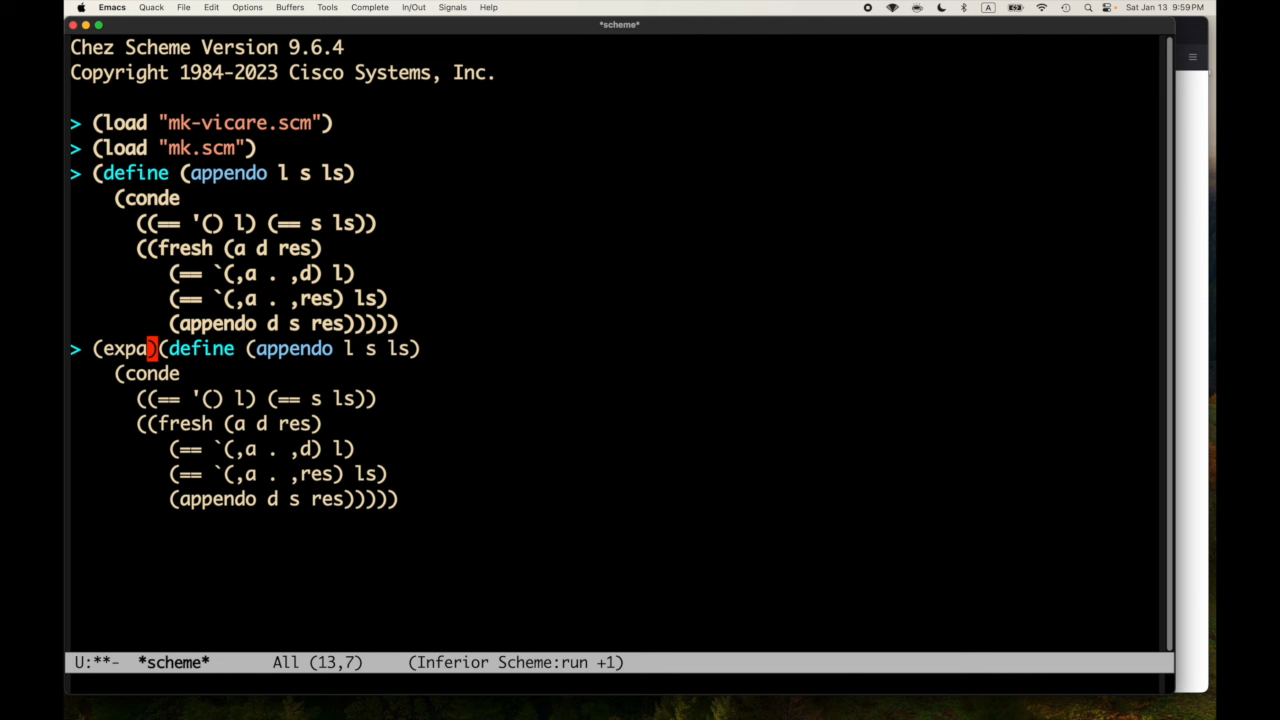 Emacs Quack File Edit Options Buffers Tools Complete In/Out Signals Help A Sat Jan 13 9:59 PM
*scheme*
Chez Scheme Version 9.6.4
Copyright 1984-2023 Cisco Systems, Inc.
> (load "mk-vicare.scm")
> (load "mk.scm")
> (define (appendo l s ls)
(conde
((== '() l) (== s ls))
((fresh (a d res)
(== `(,a . ,d) l)
(== `(,a . ,res) ls)
(appendo d s res)))))
> (expa)(define (appendo l s ls)
(conde
((== '() l) (== s ls))
((fresh (a d res)
(== `(,a . ,d) l)
(== `(,a . ,res) ls)
(appendo d s res)))))
U:**- *scheme* All (13,7) (Inferior Scheme:run +1)